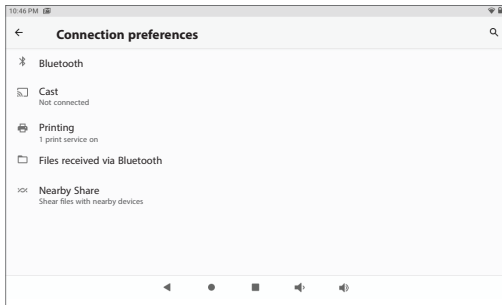 10:46 PM
Connection preferences
Bluetooth
Cast
Not connected
Printing
1 print service on
Files received via Bluetooth
Nearby Share
Shear files with nearby devices